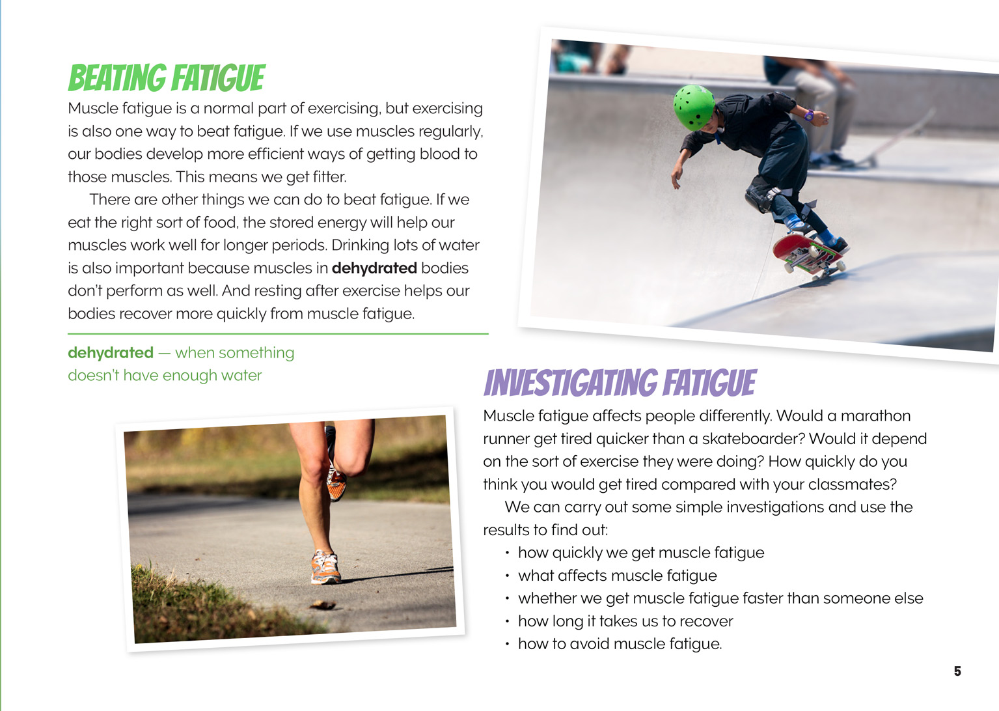 BEATING FATIGUE
Muscle fatigue is a normal part of exercising, but exercising
is also one way to beat fatigue. If we use muscles regularly,
our bodies develop more efficient ways of getting blood to
those muscles. This means we get fitter.
There are other things we can do to beat fatigue. If we
eat the right sort of food, the stored energy will help our
muscles work well for longer periods. Drinking lots of water
is also important because muscles in dehydrated bodies
don’t perform as well. And resting after exercise helps our
bodies recover more quickly from muscle fatigue.
dehydrated — when something
doesn’t have enough water
INVESTIGATING FATIGUE
Muscle fatigue affects people differently. Would a marathon
runner get tired quicker than a skateboarder? Would it depend
on the sort of exercise they were doing? How quickly do you
think you would get tired compared with your classmates?
We can carry out some simple investigations and use the
results to find out:
• how quickly we get muscle fatigue
• what affects muscle fatigue
• whether we get muscle fatigue faster than someone else
• how long it takes us to recover
• how to avoid muscle fatigue.
5